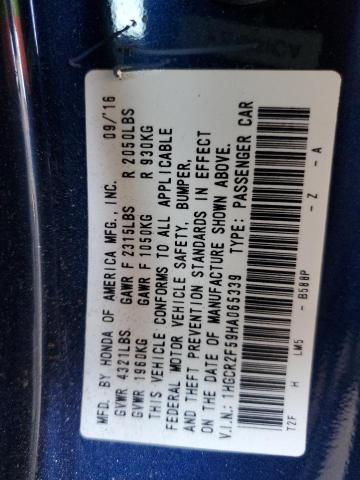 MFD. BY HONDA OF AMERICA MFG., INC. 09/'16
GVWR 4321LBS GAWR F 2315LBS R 2050LBS
GVWR 1960KG GAWR F 1050KG R 930KG
THIS VEHICLE CONFORMS TO ALL APPLICABLE
FEDERAL MOTOR VEHICLE SAFETY, BUMPER,
AND THEFT PREVENTION STANDARDS IN EFFECT
ON THE DATE OF MANUFACTURE SHOWN ABOVE.
V.I.N.: 1HGCR2F59HA065339 TYPE: PASSENGER CAR
T2F H LM5 B588P - Z - A